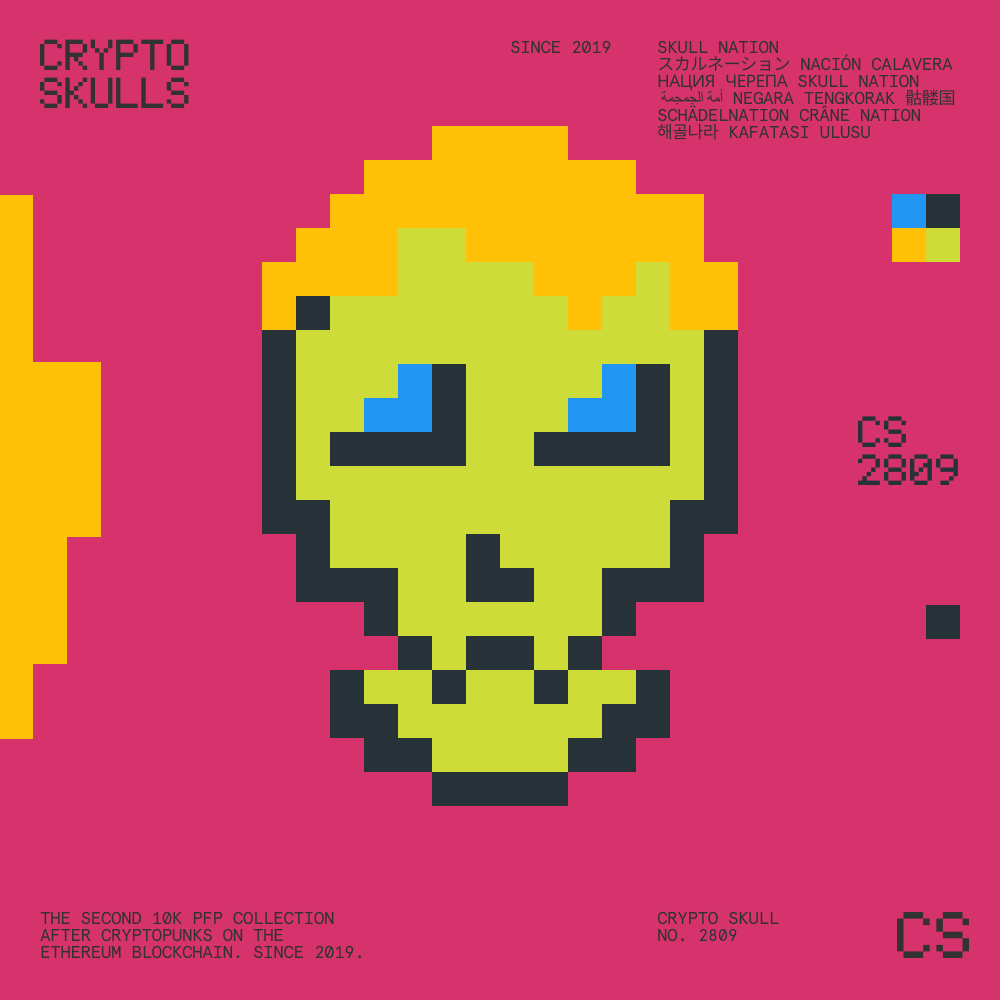 CRYPTO
SKULLS
SINCE 2019
SKULL NATION
スカルネーション NACIÓN CALAVERA
НАЦИЯ ЧЕРЕПА SKULL NATION
أمة الجمجمة NEGARA TENGKORAK 骷髅国
SCHÄDELNATION CRÂNE NATION
해골나라 KAFATASI ULUSU
CS
2809
THE SECOND 10K PFP COLLECTION
AFTER CRYPTOPUNKS ON THE
ETHEREUM BLOCKCHAIN. SINCE 2019.
CRYPTO SKULL
NO. 2809
CS